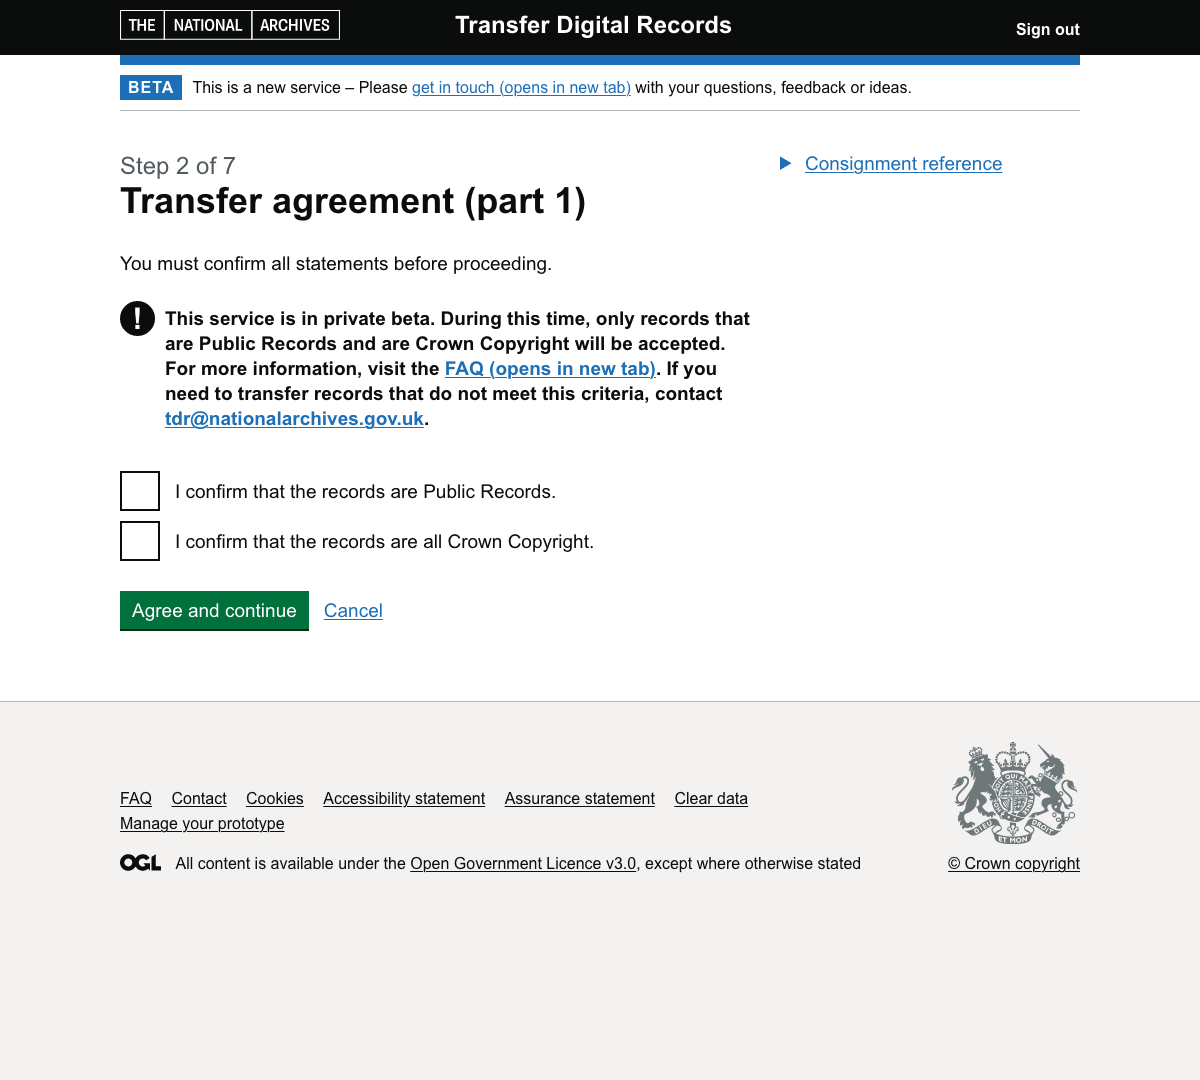 THE NATIONAL ARCHIVES
Transfer Digital Records
Sign out
BETA This is a new service – Please get in touch (opens in new tab) with your questions, feedback or ideas.
Step 2 of 7
Transfer agreement (part 1)
Consignment reference
You must confirm all statements before proceeding.
! This service is in private beta. During this time, only records that
are Public Records and are Crown Copyright will be accepted.
For more information, visit the FAQ (opens in new tab). If you
need to transfer records that do not meet this criteria, contact
tdr@nationalarchives.gov.uk.
I confirm that the records are Public Records.
I confirm that the records are all Crown Copyright.
Agree and continue Cancel
FAQ Contact Cookies Accessibility statement Assurance statement Clear data
Manage your prototype
DIEU ET MON DROIT
OGL All content is available under the Open Government Licence v3.0, except where otherwise stated
© Crown copyright